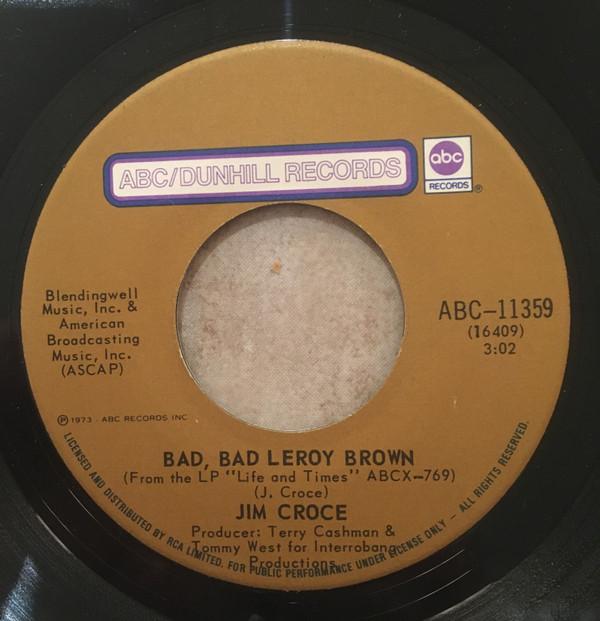 ABC/DUNHILL RECORDS
abc
RECORDS
®
Blendingwell
Music, Inc. &
American
Broadcasting
Music, Inc.
(ASCAP)
ABC-11359
(16409)
3:02
℗ 1973 - ABC RECORDS INC
BAD, BAD LEROY BROWN
(From the LP "Life and Times" ABCX-769)
(J. Croce)
JIM CROCE
Producer: Terry Cashman &
Tommy West for Interrobang
Productions
LICENSED AND DISTRIBUTED BY RCA LIMITED. FOR PUBLIC PERFORMANCE UNDER LICENSE ONLY - ALL RIGHTS RESERVED.